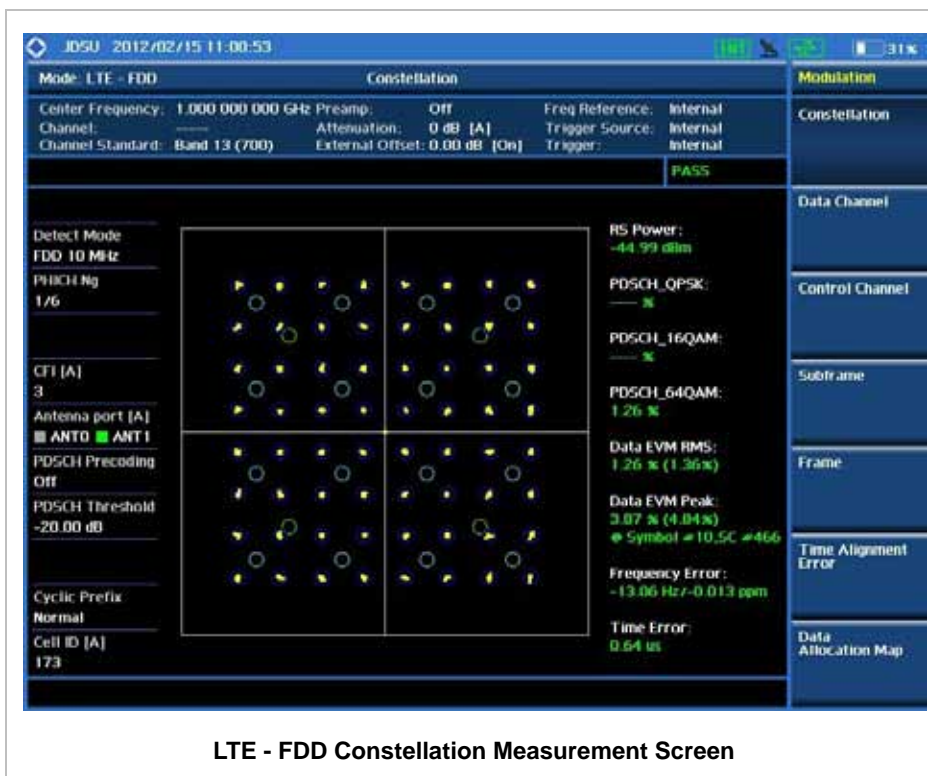 JDSU 2012/02/15 11:00:53
31%
Mode: LTE - FDD
Constellation
Modulation
Center Frequency: 1.000 000 000 GHz Preamp: Off Freq Reference: Internal
Channel: ----- Attenuation: 0 dB [A] Trigger Source: Internal
Channel Standard: Band 13 (700) External Offset: 0.00 dB [On] Trigger: Internal
PASS
Detect Mode
FDD 10 MHz
PHICH Ng
1/6
CFI [A]
3
Antenna port [A]
ANT0 ANT1
PDSCH Precoding
Off
PDSCH Threshold
-20.00 dB
Cyclic Prefix
Normal
Cell ID [A]
173
RS Power:
-44.99 dBm
PDSCH_QPSK:
---- %
PDSCH_16QAM:
---- %
PDSCH_64QAM:
1.26 %
Data EVM RMS:
1.26 % (1.36%)
Data EVM Peak:
3.07 % (4.04%)
@ Symbol #10,SC #466
Frequency Error:
-13.06 Hz/-0.013 ppm
Time Error:
0.64 us
Constellation
Data Channel
Control Channel
Subframe
Frame
Time Alignment
Error
Data
Allocation Map
LTE - FDD Constellation Measurement Screen